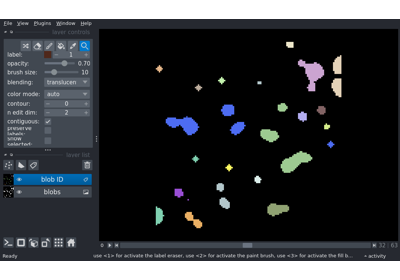 File View Plugins Window Help
layer controls
label: 1
opacity: 0.70
brush size: 10
blending: translucen
color mode: auto
contour: 0
n edit dim: 2
contiguous:
preserve labels:
show selected:
layer list
blob ID
blobs
32 63
Ready use <1> for activate the label eraser, use <2> for activate the paint brush, use <3> for activate the fill b... activity